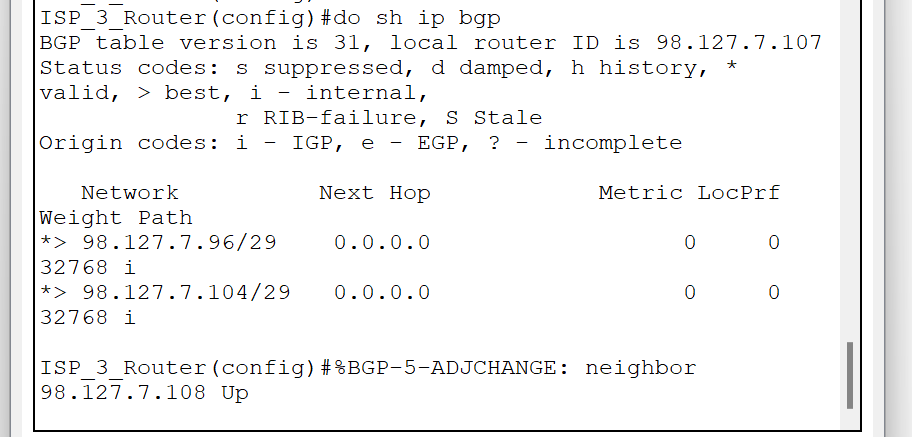 ISP_3_Router(config)#do sh ip bgp
BGP table version is 31, local router ID is 98.127.7.107
Status codes: s suppressed, d damped, h history, *
valid, > best, i - internal,
              r RIB-failure, S Stale
Origin codes: i - IGP, e - EGP, ? - incomplete

   Network          Next Hop            Metric LocPrf
Weight Path
*> 98.127.7.96/29    0.0.0.0                  0     0
32768 i
*> 98.127.7.104/29   0.0.0.0                  0     0
32768 i

ISP_3_Router(config)#%BGP-5-ADJCHANGE: neighbor
98.127.7.108 Up